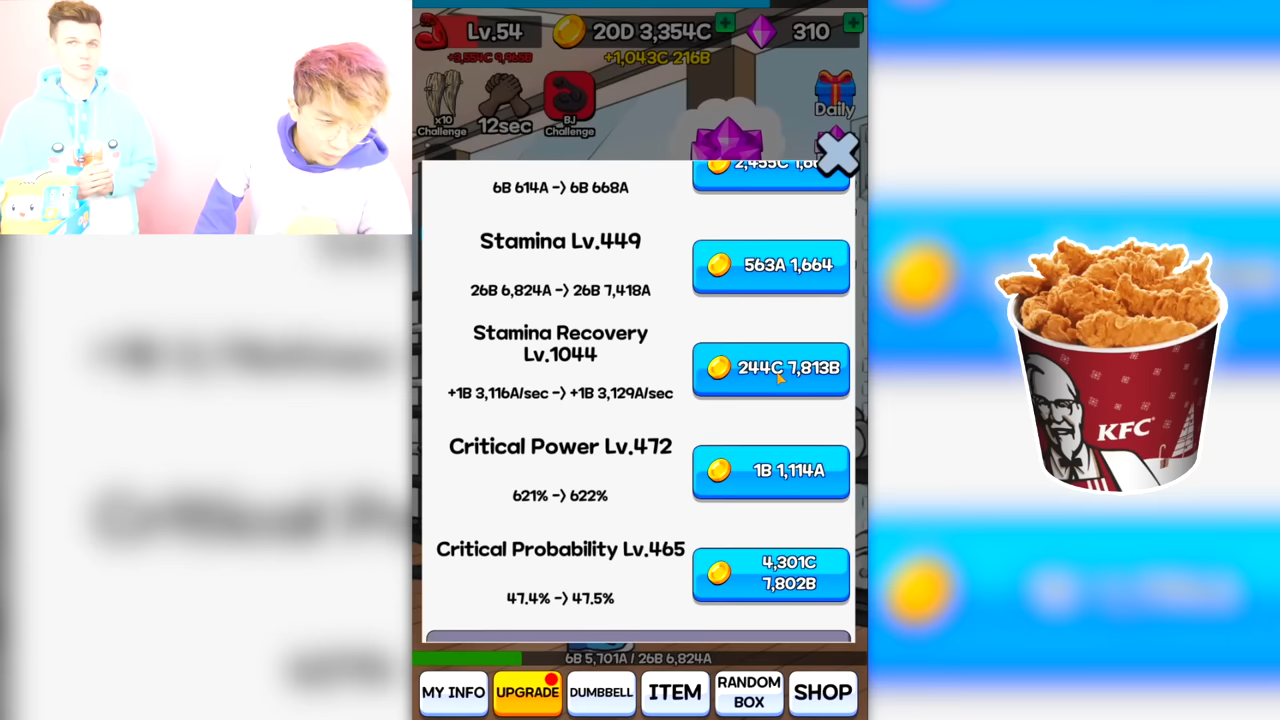 Lv.54
20D 3,354C
310
+1,043C 216B
x10
Challenge
12sec
BJ
Challenge
Daily
6B 614A -> 6B 668A
Stamina Lv.449
563A 1,664
26B 6,824A -> 26B 7,418A
Stamina Recovery
Lv.1044
244C 7,813B
+1B 3,116A/sec -> +1B 3,129A/sec
Critical Power Lv.472
1B 1,114A
621% -> 622%
Critical Probability Lv.465
4,301C
7,802B
47.4% -> 47.5%
6B 5,701A / 26B 6,824A
MY INFO
UPGRADE
DUMBBELL
ITEM
RANDOM
BOX
SHOP
KFC